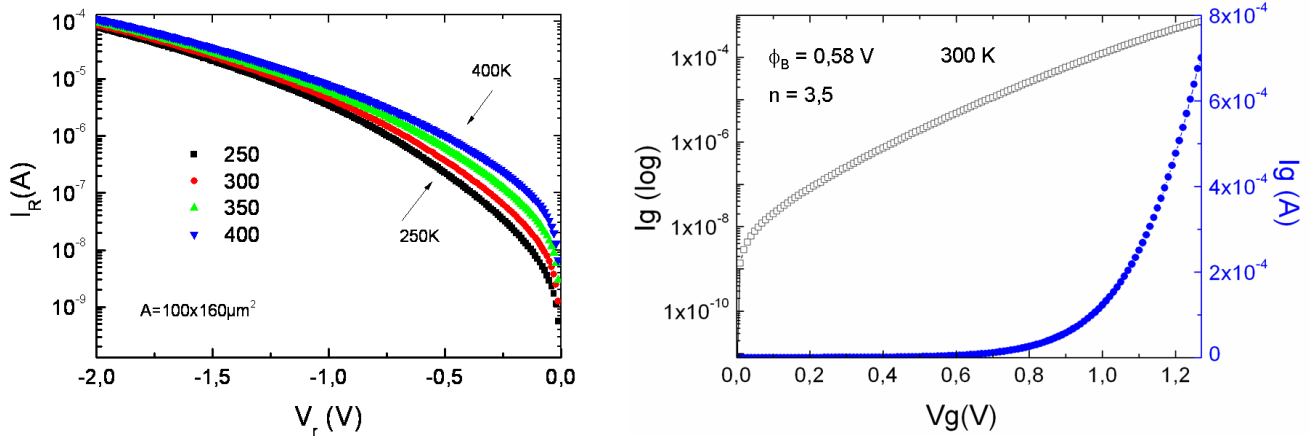 10⁻⁴
10⁻⁵
10⁻⁶
10⁻⁷
10⁻⁸
10⁻⁹
I_R(A)
400K
250
300
350
400
250K
A=100x160µm²
-2,0 -1,5 -1,0 -0,5 0,0
V_r (V)
ϕ_B = 0,58 V 300 K
n = 3,5
1x10⁻⁴
1x10⁻⁶
1x10⁻⁸
1x10⁻¹⁰
Ig (log)
0,0 0,2 0,4 0,6 0,8 1,0 1,2
Vg(V)
8x10⁻⁴
6x10⁻⁴
4x10⁻⁴
2x10⁻⁴
0
Ig (A)